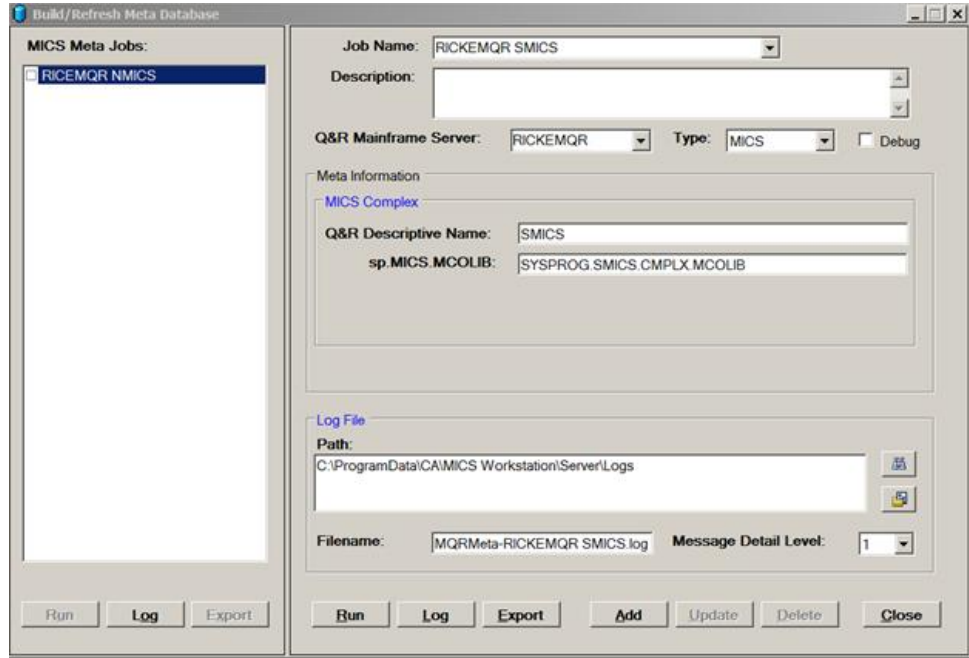 Build/Refresh Meta Database
MICS Meta Jobs:
RICEMQR NMICS
Run
Log
Export
Job Name:
RICKEMQR SMICS
Description:
Q&R Mainframe Server:
RICKEMQR
Type:
MICS
Debug
Meta Information
MICS Complex
Q&R Descriptive Name:
SMICS
sp.MICS.MCOLIB:
SYSPROG.SMICS.CMPLX.MCOLIB
Log File
Path:
C:\ProgramData\CA\MICS Workstation\Server\Logs
Filename:
MQRMeta-RICKEMQR SMICS.log
Message Detail Level:
1
Run
Log
Export
Add
Update
Delete
Close